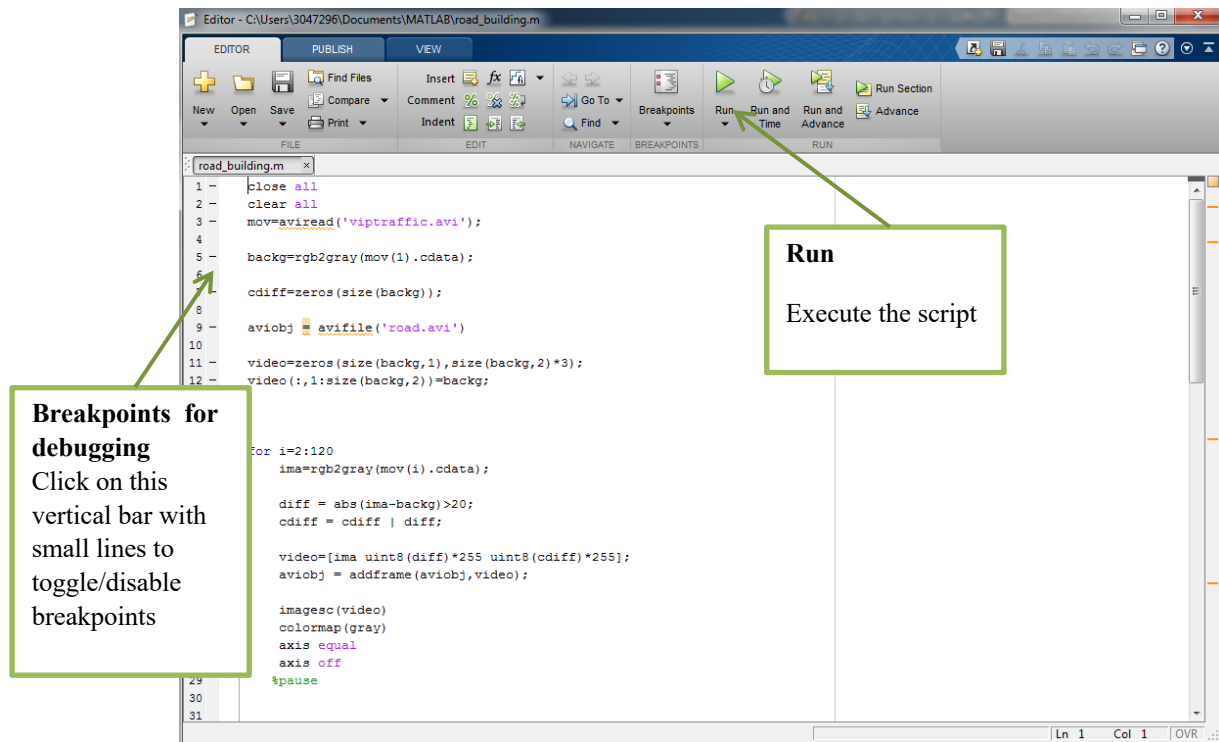 Editor - C:\Users\3047296\Documents\MATLAB\road_building.m
EDITOR PUBLISH VIEW
New Open Save Find Files Compare Print
Insert fx
Comment
Indent
Go To
Find
Breakpoints
Run Run and Time Run and Advance Run Section Advance
FILE EDIT NAVIGATE BREAKPOINTS RUN
road_building.m ×
1 – close all
2 – clear all
3 – mov=aviread('viptraffic.avi');
4
5 – backg=rgb2gray(mov(1).cdata);
6
7 – cdiff=zeros(size(backg));
8
9 – aviobj = avifile('road.avi')
10
11 – video=zeros(size(backg,1),size(backg,2)*3);
12 – video(:,1:size(backg,2))=backg;
for i=2:120
ima=rgb2gray(mov(i).cdata);
diff = abs(ima-backg)>20;
cdiff = cdiff | diff;
video=[ima uint8(diff)*255 uint8(cdiff)*255];
aviobj = addframe(aviobj,video);
imagesc(video)
colormap(gray)
axis equal
axis off
29 %pause
30
31
Run
Execute the script
Breakpoints for
debugging
Click on this
vertical bar with
small lines to
toggle/disable
breakpoints
Ln 1 Col 1 OVR